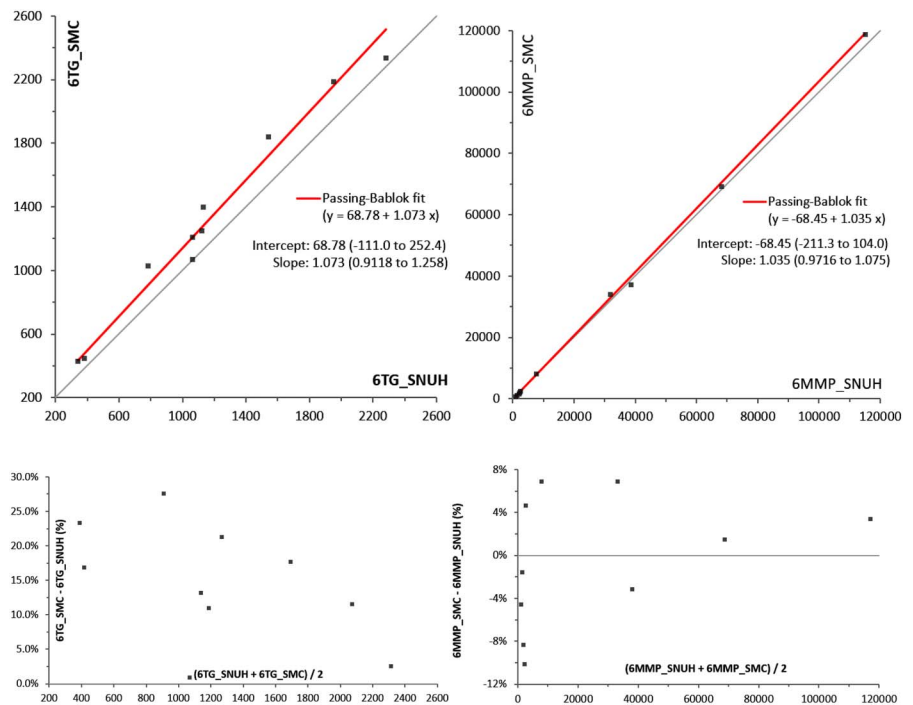 2600
2200
1800
1400
1000
600
200
6TG_SMC
Passing-Bablok fit
(y = 68.78 + 1.073 x)
Intercept: 68.78 (-111.0 to 252.4)
Slope: 1.073 (0.9118 to 1.258)
6TG_SNUH
200 600 1000 1400 1800 2200 2600
120000
100000
80000
60000
40000
20000
0
6MMP_SMC
Passing-Bablok fit
(y = -68.45 + 1.035 x)
Intercept: -68.45 (-211.3 to 104.0)
Slope: 1.035 (0.9716 to 1.075)
6MMP_SNUH
0 20000 40000 60000 80000 100000 120000
30.0%
25.0%
20.0%
15.0%
10.0%
5.0%
0.0%
6TG_SMC - 6TG_SNUH (%)
(6TG_SNUH + 6TG_SMC) / 2
200 400 600 800 1000 1200 1400 1600 1800 2000 2200 2400
8%
4%
0%
-4%
-8%
-12%
6MMP_SMC - 6MMP_SNUH (%)
(6MMP_SNUH + 6MMP_SMC) / 2
0 20000 40000 60000 80000 100000 120000